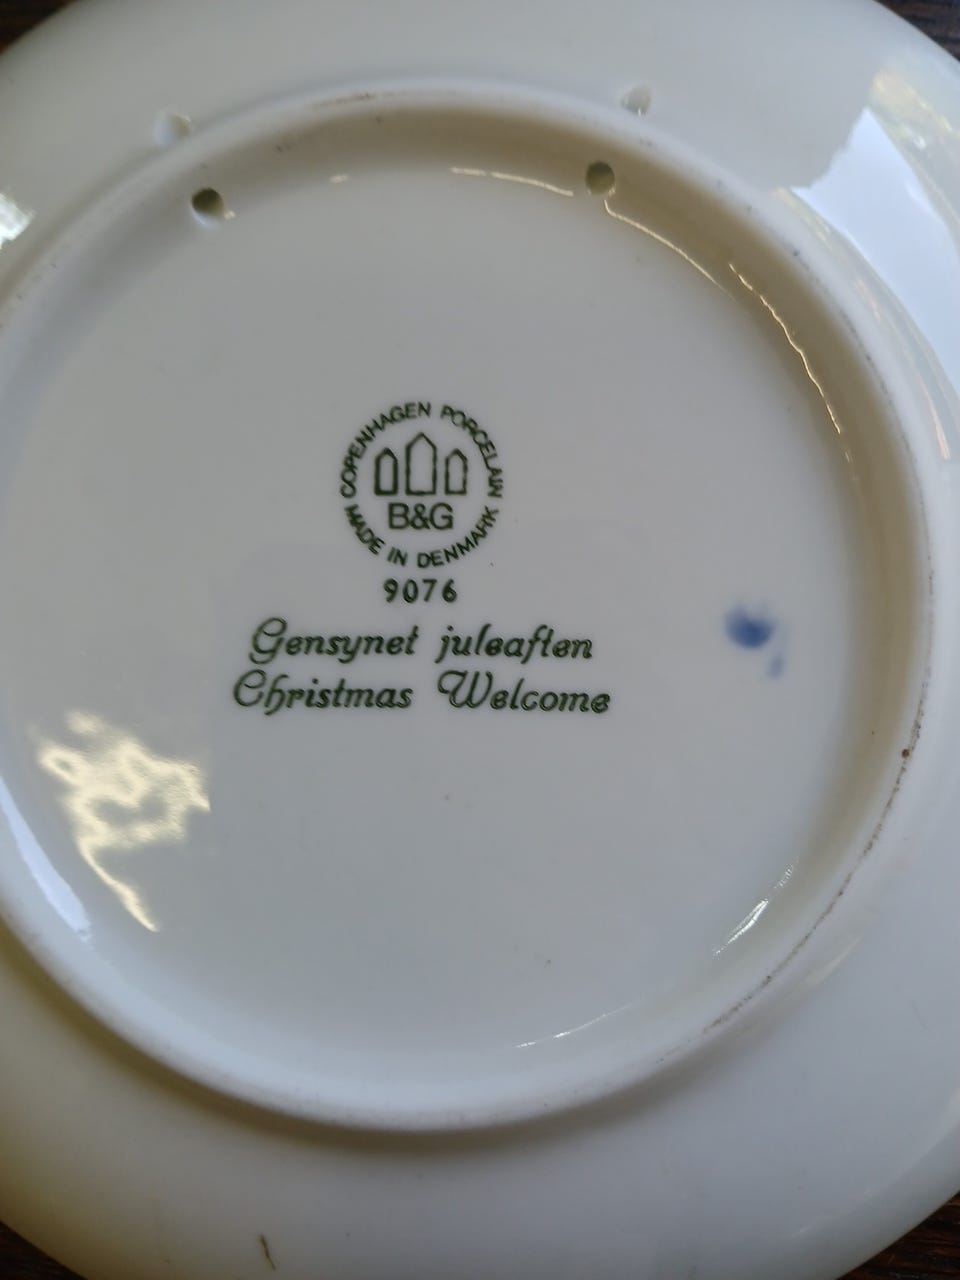 COPENHAGEN PORCELAIN
B&G
MADE IN DENMARK
9076
Gensynet juleaften
Christmas Welcome